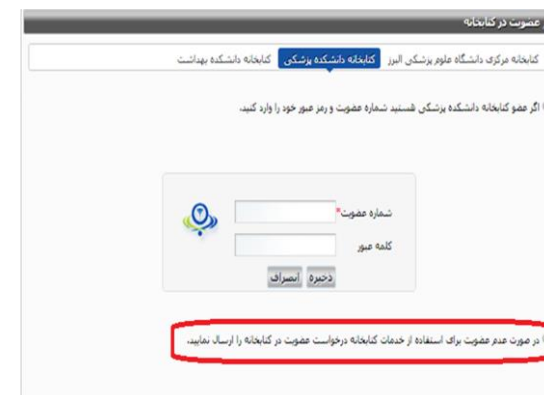 عضویت در کتابخانه
کتابخانه مرکزی دانشگاه علوم پزشکی البرز کتابخانه دانشکده پزشکی کتابخانه دانشکده بهداشت
اگر عضو کتابخانه دانشکده پزشکی هستید شماره عضویت و رمز عبور خود را وارد کنید.
شماره عضویت*
کلمه عبور
ذخیره انصراف
در صورت عدم عضویت برای استفاده از خدمات کتابخانه درخواست عضویت در کتابخانه را ارسال نمایید.